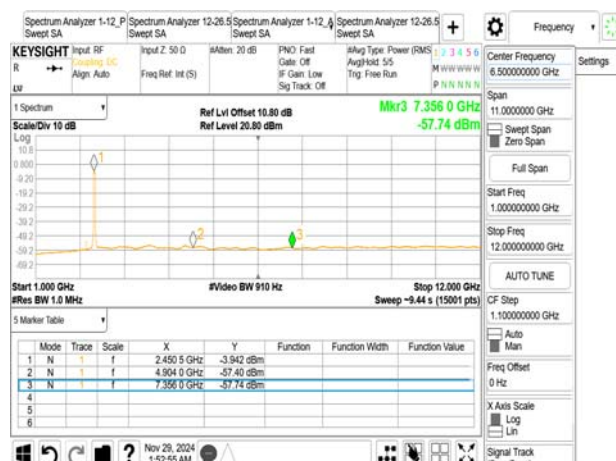 Spectrum Analyzer 1-12_P
Swept SA
Spectrum Analyzer 12-26.5
Swept SA
Spectrum Analyzer 1-12_A
Swept SA
Spectrum Analyzer 12-26.5
Swept SA
+
Frequency
KEYSIGHT
R
Input: RF
Coupling: DC
Align: Auto
Input Z: 50 Ω
Freq Ref: Int (S)
#Atten: 20 dB
PNO: Fast
Gate: Off
IF Gain: Low
Sig Track: Off
#Avg Type: Power (RMS
Avg|Hold: 5/5
Trig: Free Run
1 2 3 4 5 6
M W W W W W
P N N N N N
1 Spectrum
Scale/Div 10 dB
Log
Ref Lvl Offset 10.80 dB
Ref Level 20.80 dBm
Mkr3 7.356 0 GHz
-57.74 dBm
10.8
0.800
-9.20
-19.2
-29.2
-39.2
-49.2
-59.2
-69.2
1
2
3
Start 1.000 GHz
#Res BW 1.0 MHz
#Video BW 910 Hz
Stop 12.000 GHz
Sweep ~9.44 s (15001 pts)
5 Marker Table
Mode Trace Scale X Y Function Function Width Function Value
1 N 1 f 2.450 5 GHz -3.942 dBm
2 N 1 f 4.904 0 GHz -57.40 dBm
3 N 1 f 7.356 0 GHz -57.74 dBm
4
5
6
?
Nov 29, 2024
1:52:55 AM
Center Frequency
6.500000000 GHz
Settings
Span
11.0000000 GHz
Swept Span
Zero Span
Full Span
Start Freq
1.000000000 GHz
Stop Freq
12.000000000 GHz
AUTO TUNE
CF Step
1.100000000 GHz
Auto
Man
Freq Offset
0 Hz
X Axis Scale
Log
Lin
Signal Track